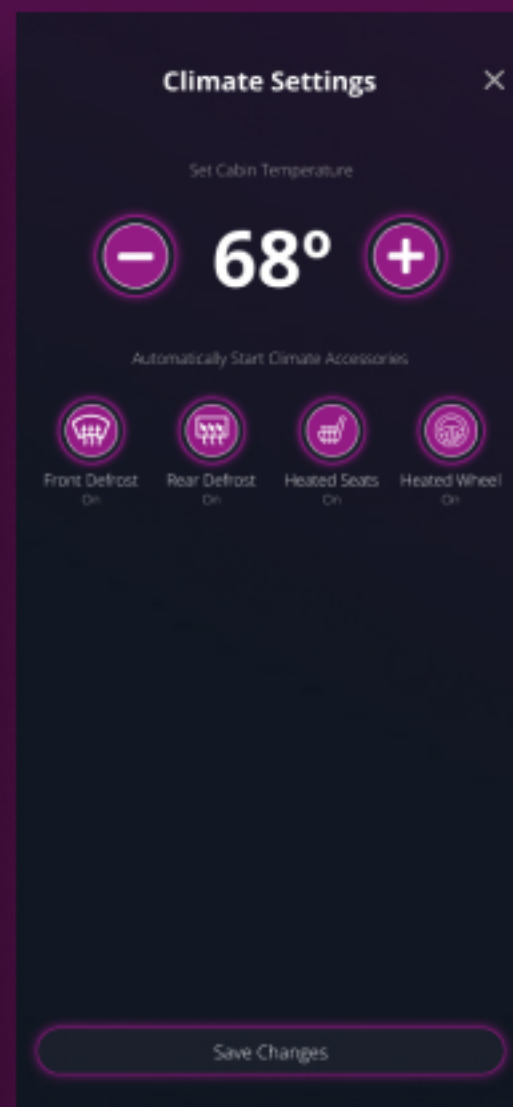 Climate Settings
Set Cabin Temperature
68°
Automatically Start Climate Accessories
Front Defrost Rear Defrost Heated Seats Heated Wheel
On On On On
Save Changes